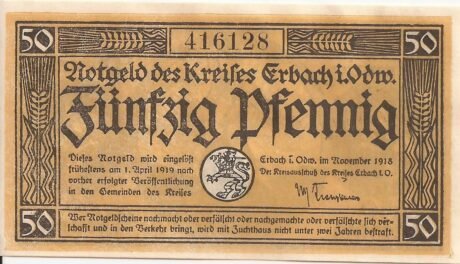 50 416128 50
Notgeld des Kreises Erbach i. Odw.
Fünfzig Pfennig
Dieses Notgeld wird eingelöst
frühestens am 1. April 1919 nach
vorher erfolgter Veröffentlichung
in den Gemeinden des Kreises
Erbach i. Odw, im November 1918
Der Kreisausschuß des Kreises Erbach i. O.
50 50
Wer Notgeldscheine nachmacht oder verfälscht oder nachgemachte oder verfälschte sich ver-
schafft und in den Verkehr bringt, wird mit Zuchthaus nicht unter zwei Jahren bestraft.